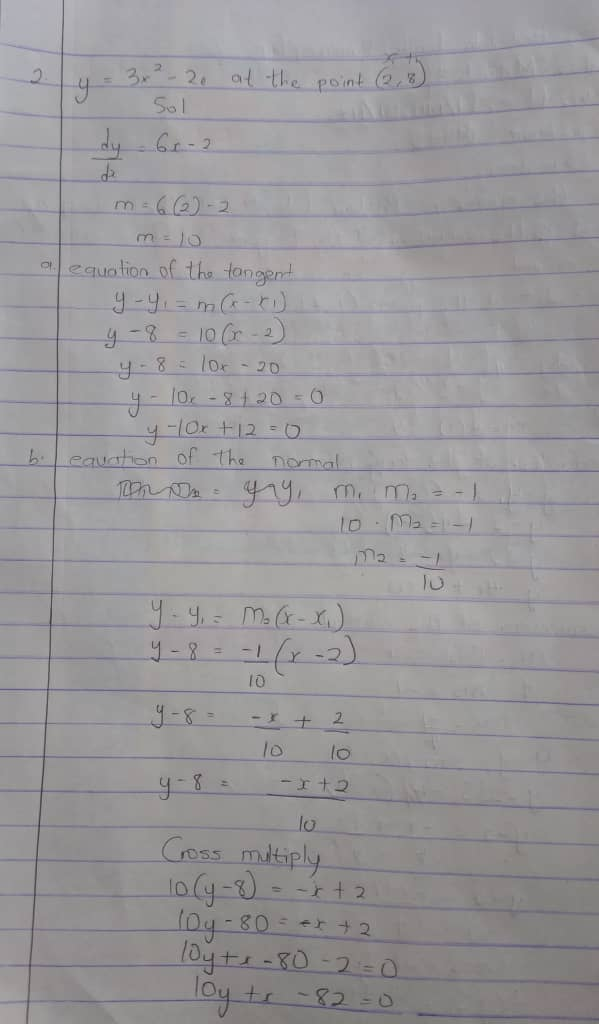 x y
2. y = 3x² - 2x at the point (2,8)
Sol
dy/dx = 6x - 2
m = 6(2) - 2
m = 10
a. equation of the tangent
y - y₁ = m(x - x₁)
y - 8 = 10(x - 2)
y - 8 = 10x - 20
y - 10x - 8 + 20 = 0
y - 10x + 12 = 0
b. equation of the normal
= y - y₁ m₁ m₂ = -1
10 · m₂ = -1
m₂ = -1/10
y - y₁ = m₂(x - x₁)
y - 8 = -1/10 (x - 2)
y - 8 = -x/10 + 2/10
y - 8 = -x + 2/10
Cross multiply
10(y - 8) = -x + 2
10y - 80 = -x + 2
10y + x - 80 - 2 = 0
10y + x - 82 = 0